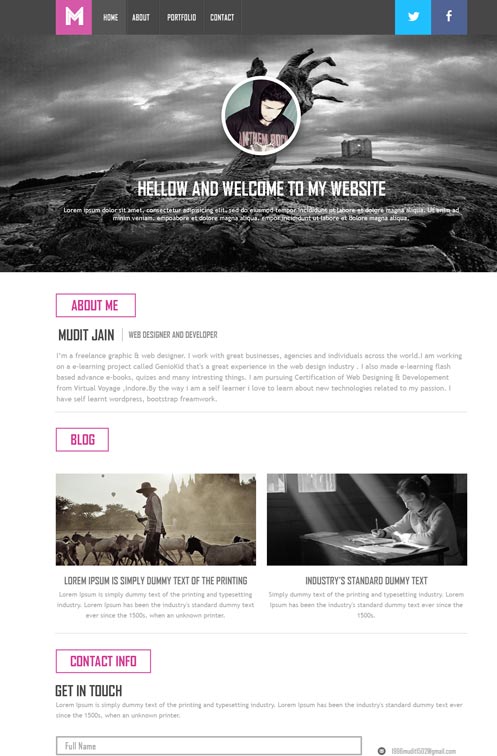 M HOME ABOUT PORTFOLIO CONTACT
ANTHEM ROCK
HELLOW AND WELCOME TO MY WEBSITE
Lorem ipsum dolor sit amet, consectetur adipisicing elit, sed do eiusmod tempor incididunt ut labore et dolore magna aliqua. Ut enim ad
minim veniam, empoabore et dolore magna aliqua. empor incididunt ut labore et dolore magna aliqua.
ABOUT ME
MUDIT JAIN WEB DESIGNER AND DEVELOPER
I'm a freelance graphic & web designer. I work with great businesses, agencies and individuals across the world.I am working
on a e-learning project called GenioKid that's a great experience in the web design industry . I also made e-learning flash
based advance e-books, quizes and many intresting things. I am pursuing Certification of Web Designing & Developement
from Virtual Voyage ,Indore.By the way i am a self learner i love to learn about new technologies related to my passion. I
have self learnt wordpress, bootstrap freamwork.
BLOG
LOREM IPSUM IS SIMPLY DUMMY TEXT OF THE PRINTING
Lorem Ipsum is simply dummy text of the printing and typesetting
industry. Lorem Ipsum has been the industry's standard dummy text
ever since the 1500s, when an unknown printer.
INDUSTRY'S STANDARD DUMMY TEXT
Simply dummy text of the printing and typesetting industry. Lorem
Ipsum has been the industry's standard dummy text ever since the
1500s.
CONTACT INFO
GET IN TOUCH
Lorem Ipsum is simply dummy text of the printing and typesetting industry. Lorem Ipsum has been the industry's standard dummy text ever since the
1500s, when an unknown printer.
Full Name
1996mudit502@gmail.com